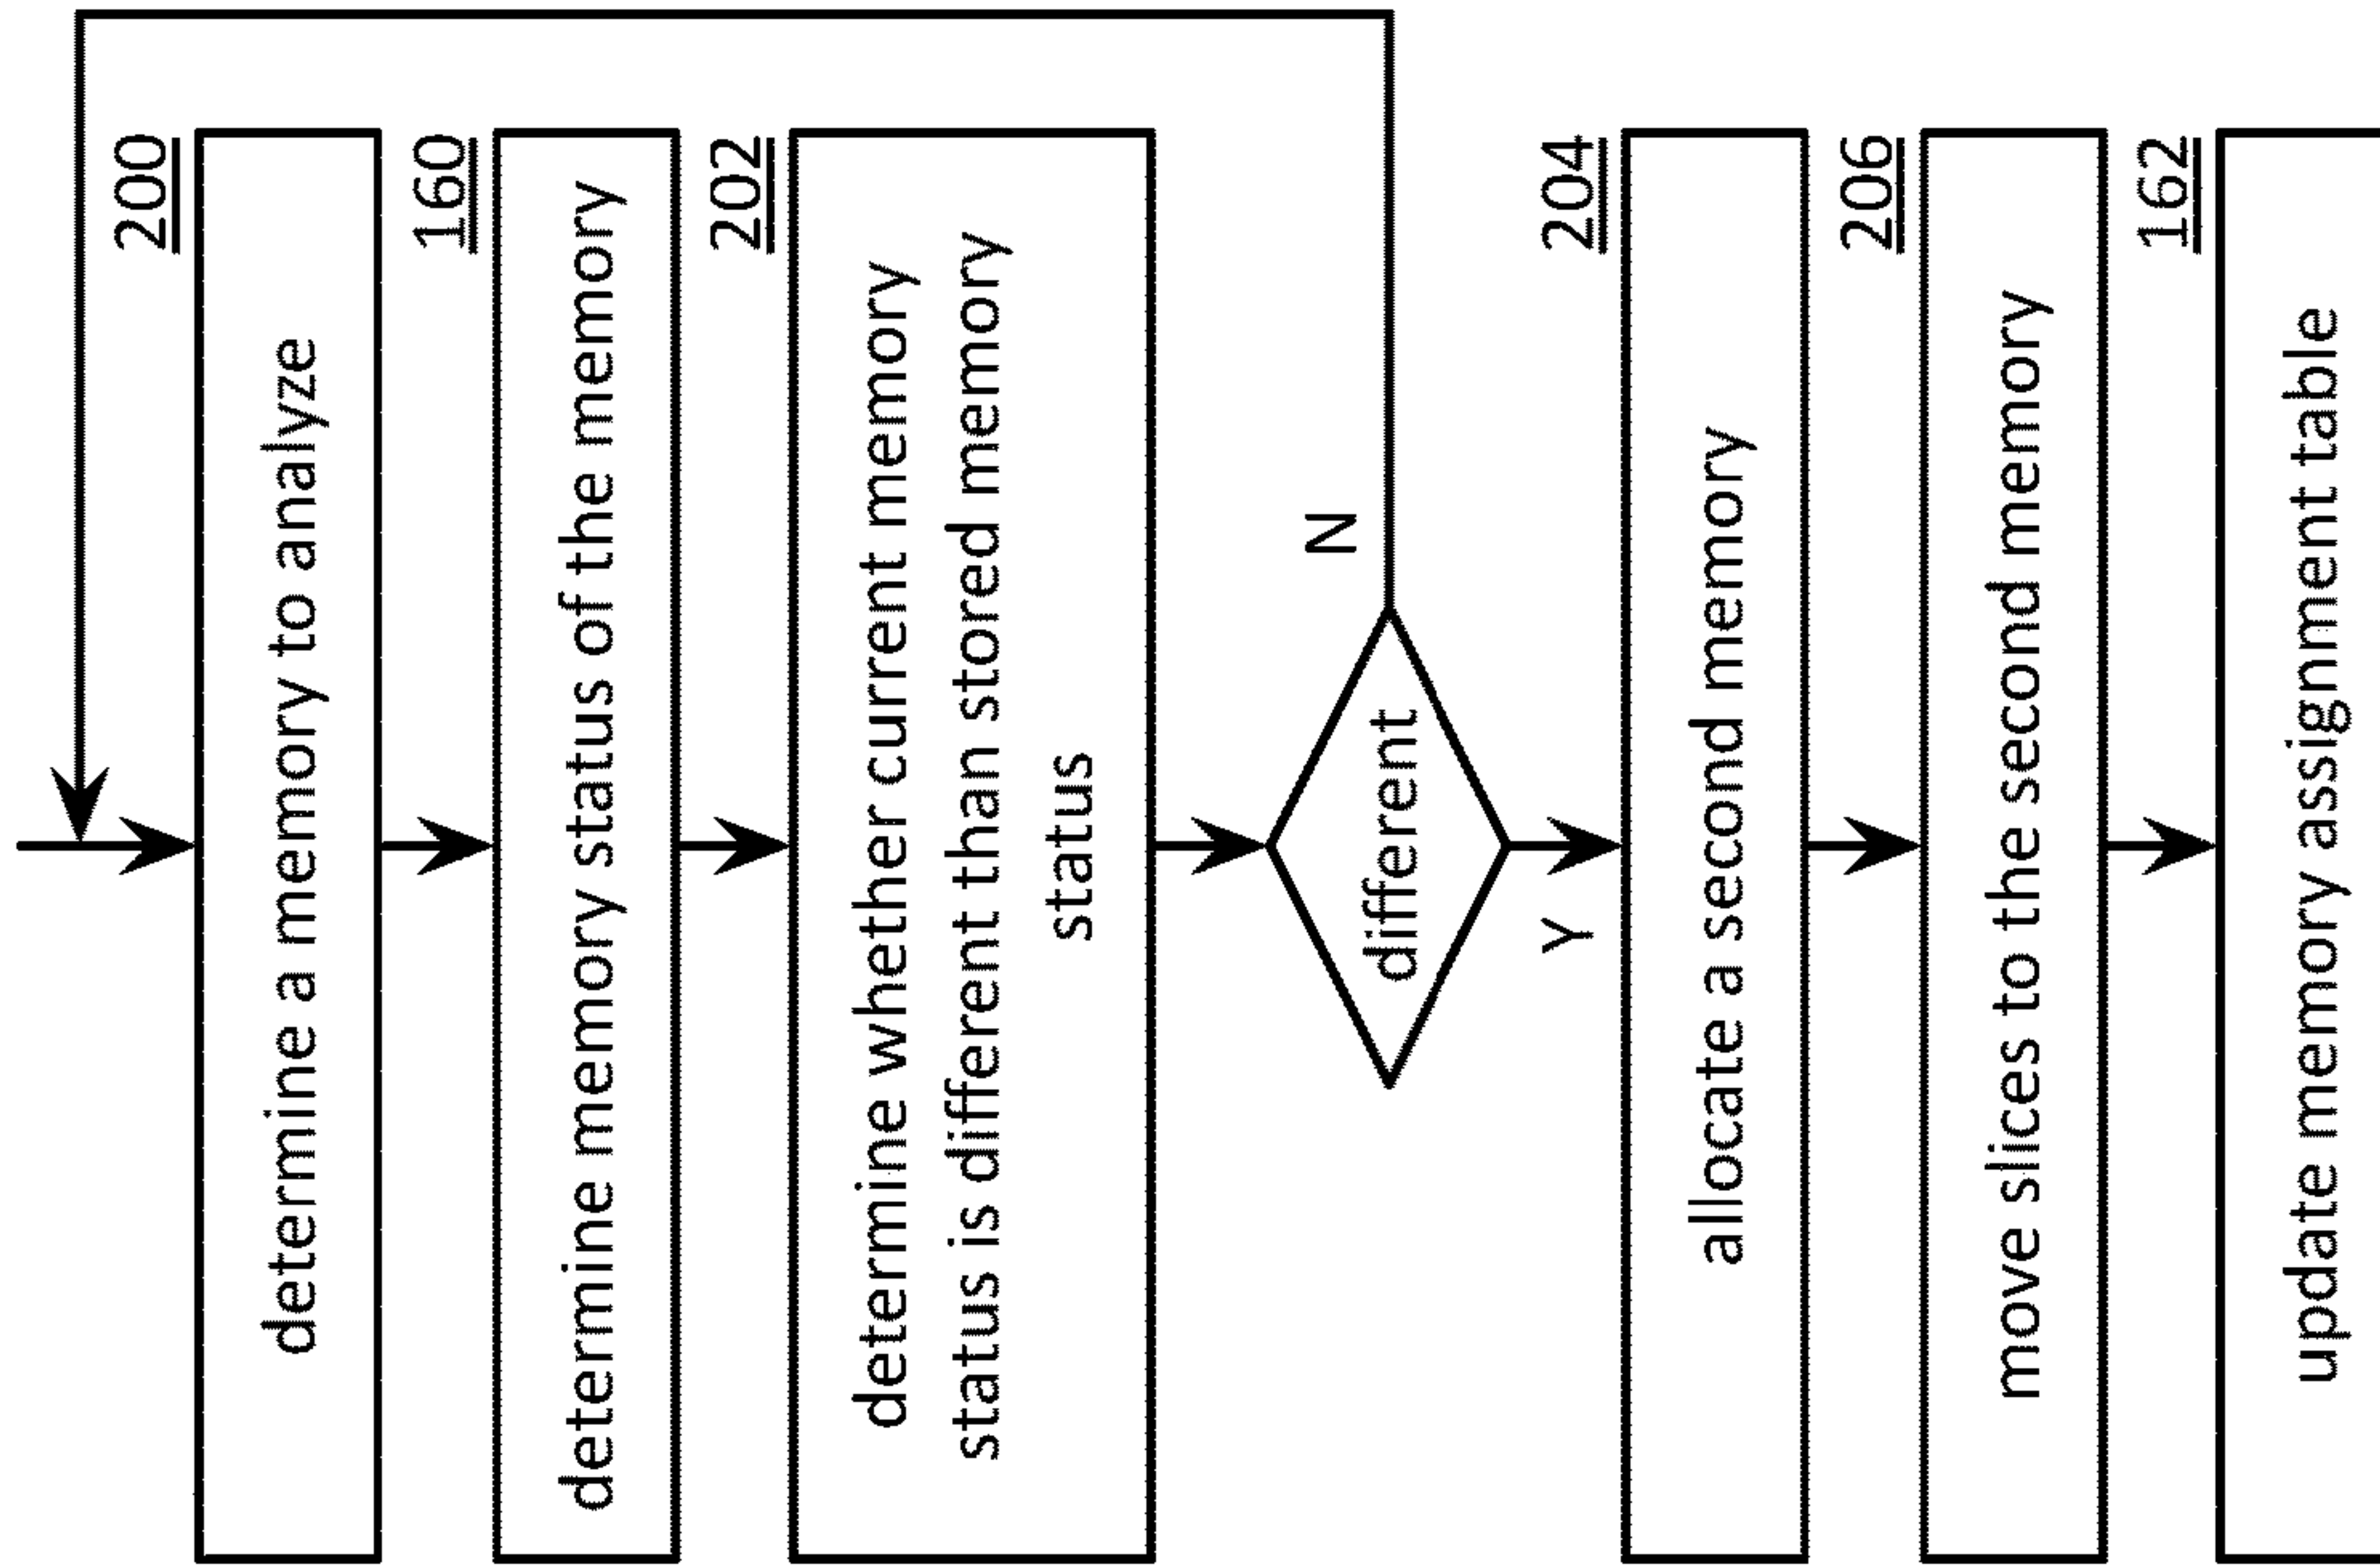 200
determine a memory to analyze
160
determine memory status of the memory
202
determine whether current memory
status is different than stored memory
status
different
N
Y
204
allocate a second memory
206
move slices to the second memory
162
update memory assignment table